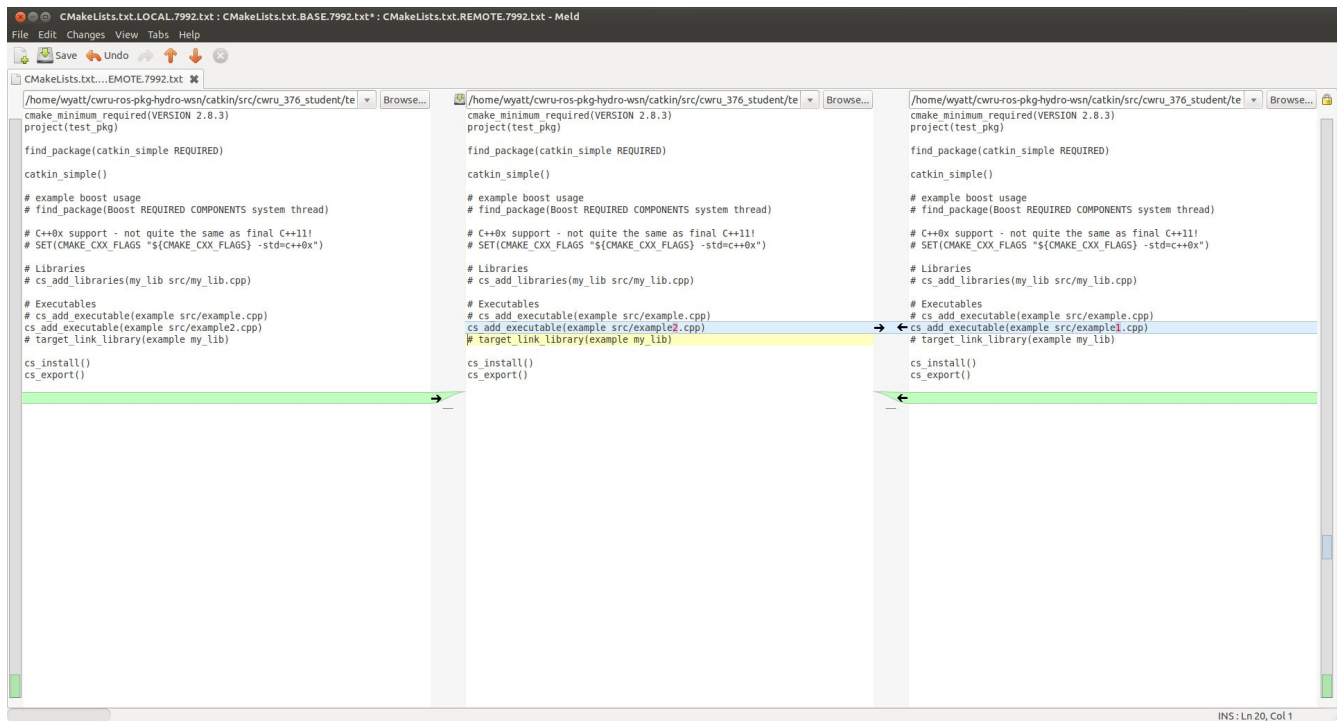 CMakeLists.txt.LOCAL.7992.txt : CMakeLists.txt.BASE.7992.txt* : CMakeLists.txt.REMOTE.7992.txt - Meld
File Edit Changes View Tabs Help
Save Undo
CMakeLists.txt....EMOTE.7992.txt
/home/wyatt/cwru-ros-pkg-hydro-wsn/catkin/src/cwru_376_student/te Browse...
cmake_minimum_required(VERSION 2.8.3)
project(test_pkg)
find_package(catkin_simple REQUIRED)
catkin_simple()
# example boost usage
# find_package(Boost REQUIRED COMPONENTS system thread)
# C++0x support - not quite the same as final C++11!
# SET(CMAKE_CXX_FLAGS "${CMAKE_CXX_FLAGS} -std=c++0x")
# Libraries
# cs_add_libraries(my_lib src/my_lib.cpp)
# Executables
# cs_add_executable(example src/example.cpp)
cs_add_executable(example src/example2.cpp)
# target_link_library(example my_lib)
cs_install()
cs_export()
/home/wyatt/cwru-ros-pkg-hydro-wsn/catkin/src/cwru_376_student/te Browse...
cmake_minimum_required(VERSION 2.8.3)
project(test_pkg)
find_package(catkin_simple REQUIRED)
catkin_simple()
# example boost usage
# find_package(Boost REQUIRED COMPONENTS system thread)
# C++0x support - not quite the same as final C++11!
# SET(CMAKE_CXX_FLAGS "${CMAKE_CXX_FLAGS} -std=c++0x")
# Libraries
# cs_add_libraries(my_lib src/my_lib.cpp)
# Executables
# cs_add_executable(example src/example.cpp)
cs_add_executable(example src/example2.cpp)
# target_link_library(example my_lib)
cs_install()
cs_export()
/home/wyatt/cwru-ros-pkg-hydro-wsn/catkin/src/cwru_376_student/te Browse...
cmake_minimum_required(VERSION 2.8.3)
project(test_pkg)
find_package(catkin_simple REQUIRED)
catkin_simple()
# example boost usage
# find_package(Boost REQUIRED COMPONENTS system thread)
# C++0x support - not quite the same as final C++11!
# SET(CMAKE_CXX_FLAGS "${CMAKE_CXX_FLAGS} -std=c++0x")
# Libraries
# cs_add_libraries(my_lib src/my_lib.cpp)
# Executables
# cs_add_executable(example src/example.cpp)
cs_add_executable(example src/example1.cpp)
# target_link_library(example my_lib)
cs_install()
cs_export()
INS : Ln 20, Col 1